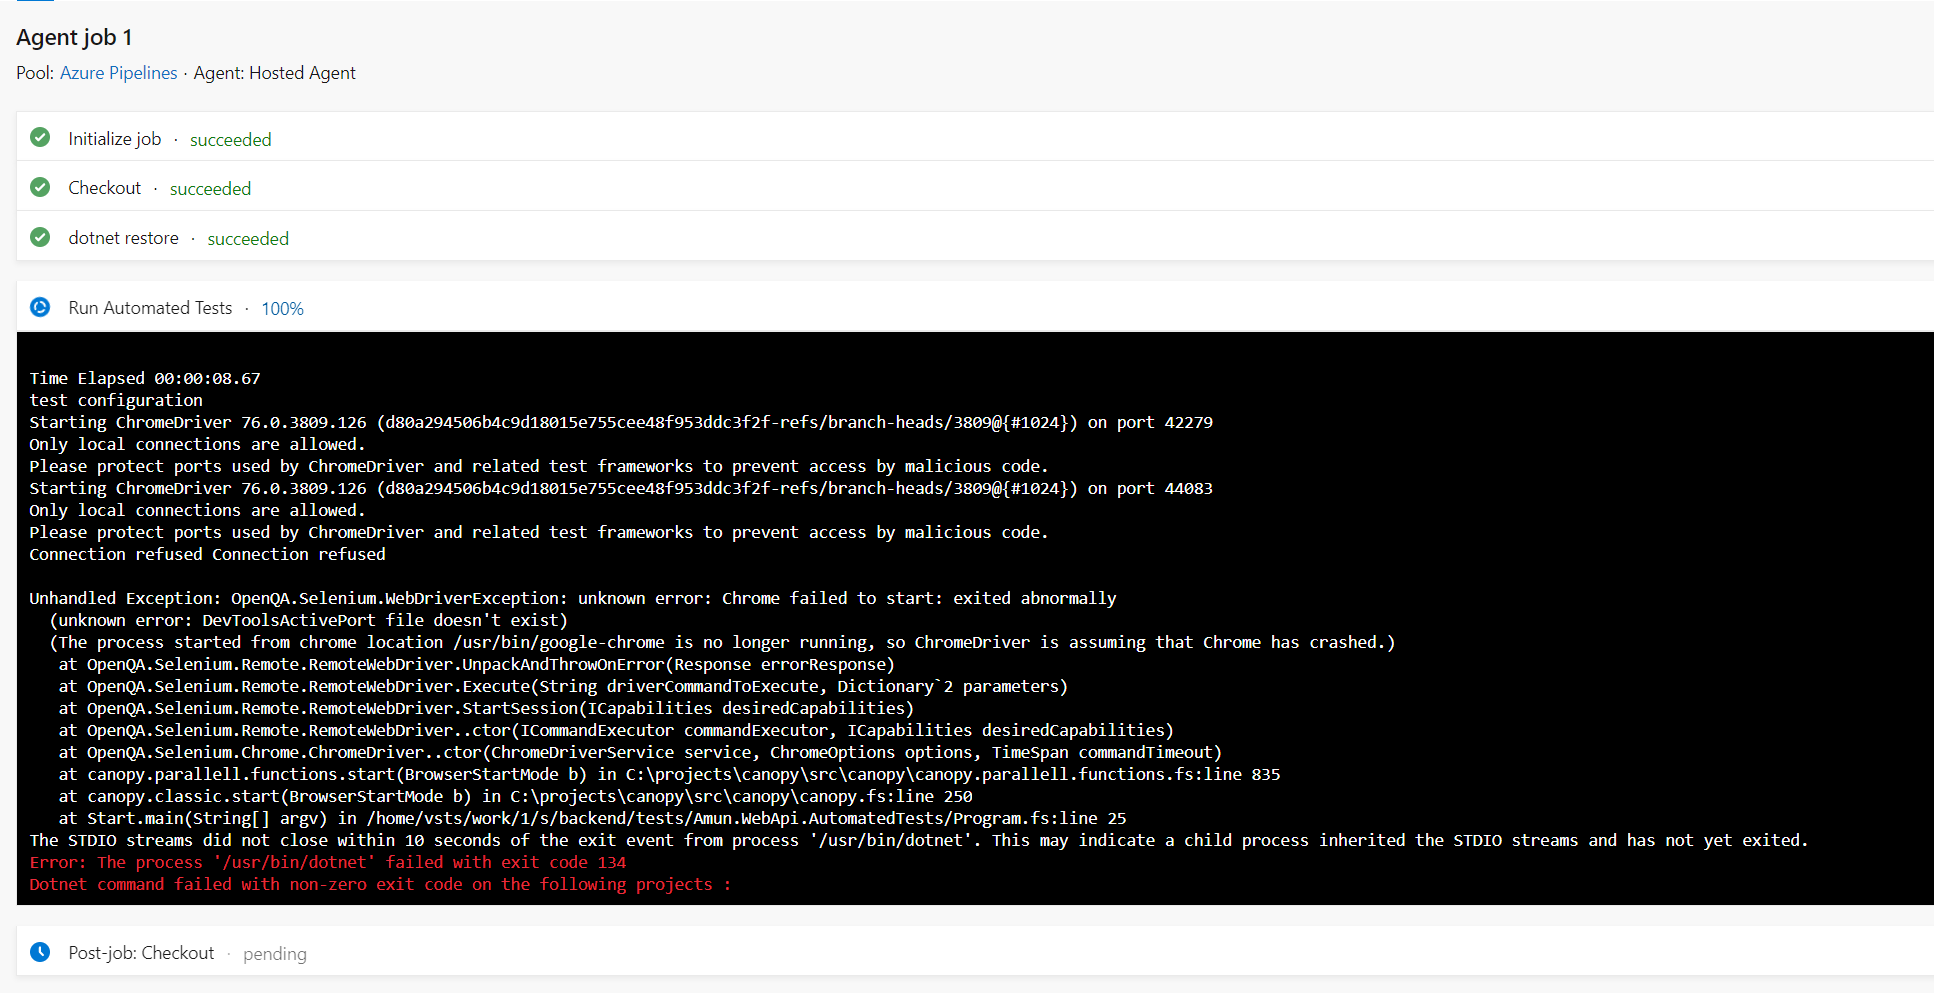 Agent job 1
Pool: Azure Pipelines · Agent: Hosted Agent
Initialize job · succeeded
Checkout · succeeded
dotnet restore · succeeded
Run Automated Tests · 100%
Time Elapsed 00:00:08.67
test configuration
Starting ChromeDriver 76.0.3809.126 (d80a294506b4c9d18015e755cee48f953ddc3f2f-refs/branch-heads/3809@{#1024}) on port 42279
Only local connections are allowed.
Please protect ports used by ChromeDriver and related test frameworks to prevent access by malicious code.
Starting ChromeDriver 76.0.3809.126 (d80a294506b4c9d18015e755cee48f953ddc3f2f-refs/branch-heads/3809@{#1024}) on port 44083
Only local connections are allowed.
Please protect ports used by ChromeDriver and related test frameworks to prevent access by malicious code.
Connection refused Connection refused
Unhandled Exception: OpenQA.Selenium.WebDriverException: unknown error: Chrome failed to start: exited abnormally
(unknown error: DevToolsActivePort file doesn't exist)
(The process started from chrome location /usr/bin/google-chrome is no longer running, so ChromeDriver is assuming that Chrome has crashed.)
at OpenQA.Selenium.Remote.RemoteWebDriver.UnpackAndThrowOnError(Response errorResponse)
at OpenQA.Selenium.Remote.RemoteWebDriver.Execute(String driverCommandToExecute, Dictionary`2 parameters)
at OpenQA.Selenium.Remote.RemoteWebDriver.StartSession(ICapabilities desiredCapabilities)
at OpenQA.Selenium.Remote.RemoteWebDriver..ctor(ICommandExecutor commandExecutor, ICapabilities desiredCapabilities)
at OpenQA.Selenium.Chrome.ChromeDriver..ctor(ChromeDriverService service, ChromeOptions options, TimeSpan commandTimeout)
at canopy.parallell.functions.start(BrowserStartMode b) in C:\projects\canopy\src\canopy\canopy.parallell.functions.fs:line 835
at canopy.classic.start(BrowserStartMode b) in C:\projects\canopy\src\canopy\canopy.fs:line 250
at Start.main(String[] argv) in /home/vsts/work/1/s/backend/tests/Amun.WebApi.AutomatedTests/Program.fs:line 25
The STDIO streams did not close within 10 seconds of the exit event from process '/usr/bin/dotnet'. This may indicate a child process inherited the STDIO streams and has not yet exited.
Error: The process '/usr/bin/dotnet' failed with exit code 134
Dotnet command failed with non-zero exit code on the following projects :
Post-job: Checkout · pending